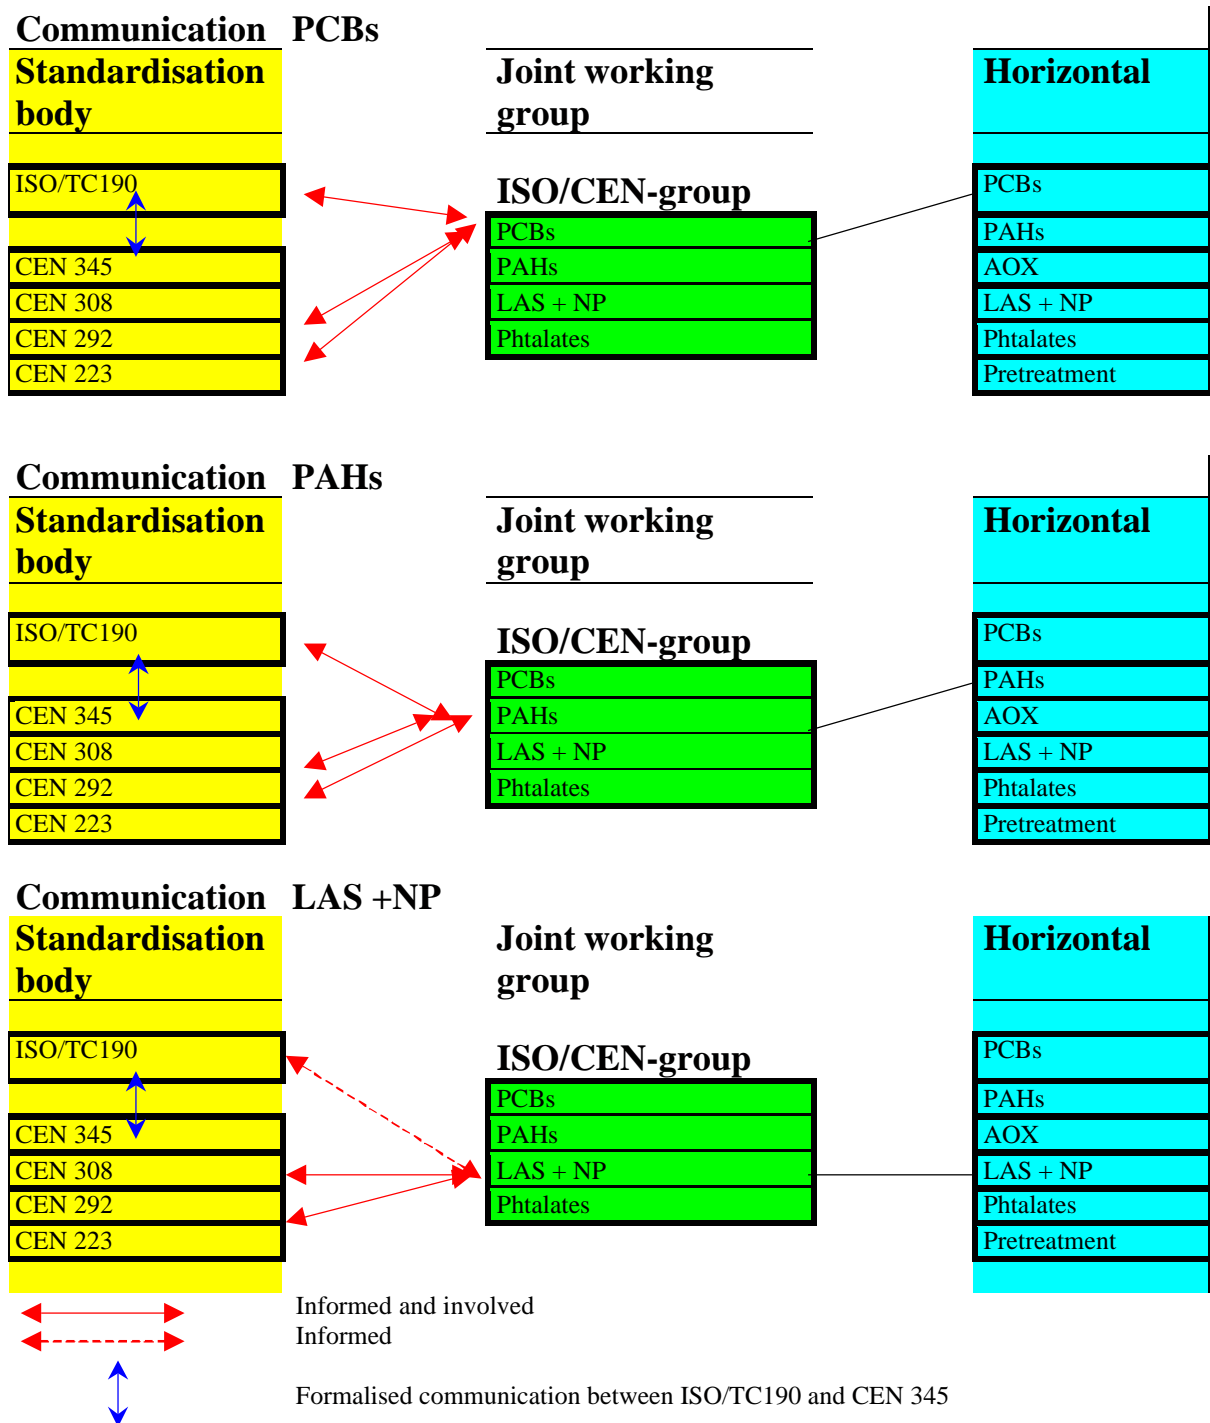 Communication PCBs
Standardisation body
Joint working group
Horizontal
ISO/TC190
ISO/CEN-group
PCBs
PCBs
PAHs
CEN 345
PAHs
AOX
CEN 308
LAS + NP
LAS + NP
CEN 292
Phtalates
Phtalates
CEN 223
Pretreatment
Communication PAHs
Standardisation body
Joint working group
Horizontal
ISO/TC190
ISO/CEN-group
PCBs
PCBs
PAHs
CEN 345
PAHs
AOX
CEN 308
LAS + NP
LAS + NP
CEN 292
Phtalates
Phtalates
CEN 223
Pretreatment
Communication LAS +NP
Standardisation body
Joint working group
Horizontal
ISO/TC190
ISO/CEN-group
PCBs
PCBs
PAHs
CEN 345
PAHs
AOX
CEN 308
LAS + NP
LAS + NP
CEN 292
Phtalates
Phtalates
CEN 223
Pretreatment
Informed and involved
Informed
Formalised communication between ISO/TC190 and CEN 345